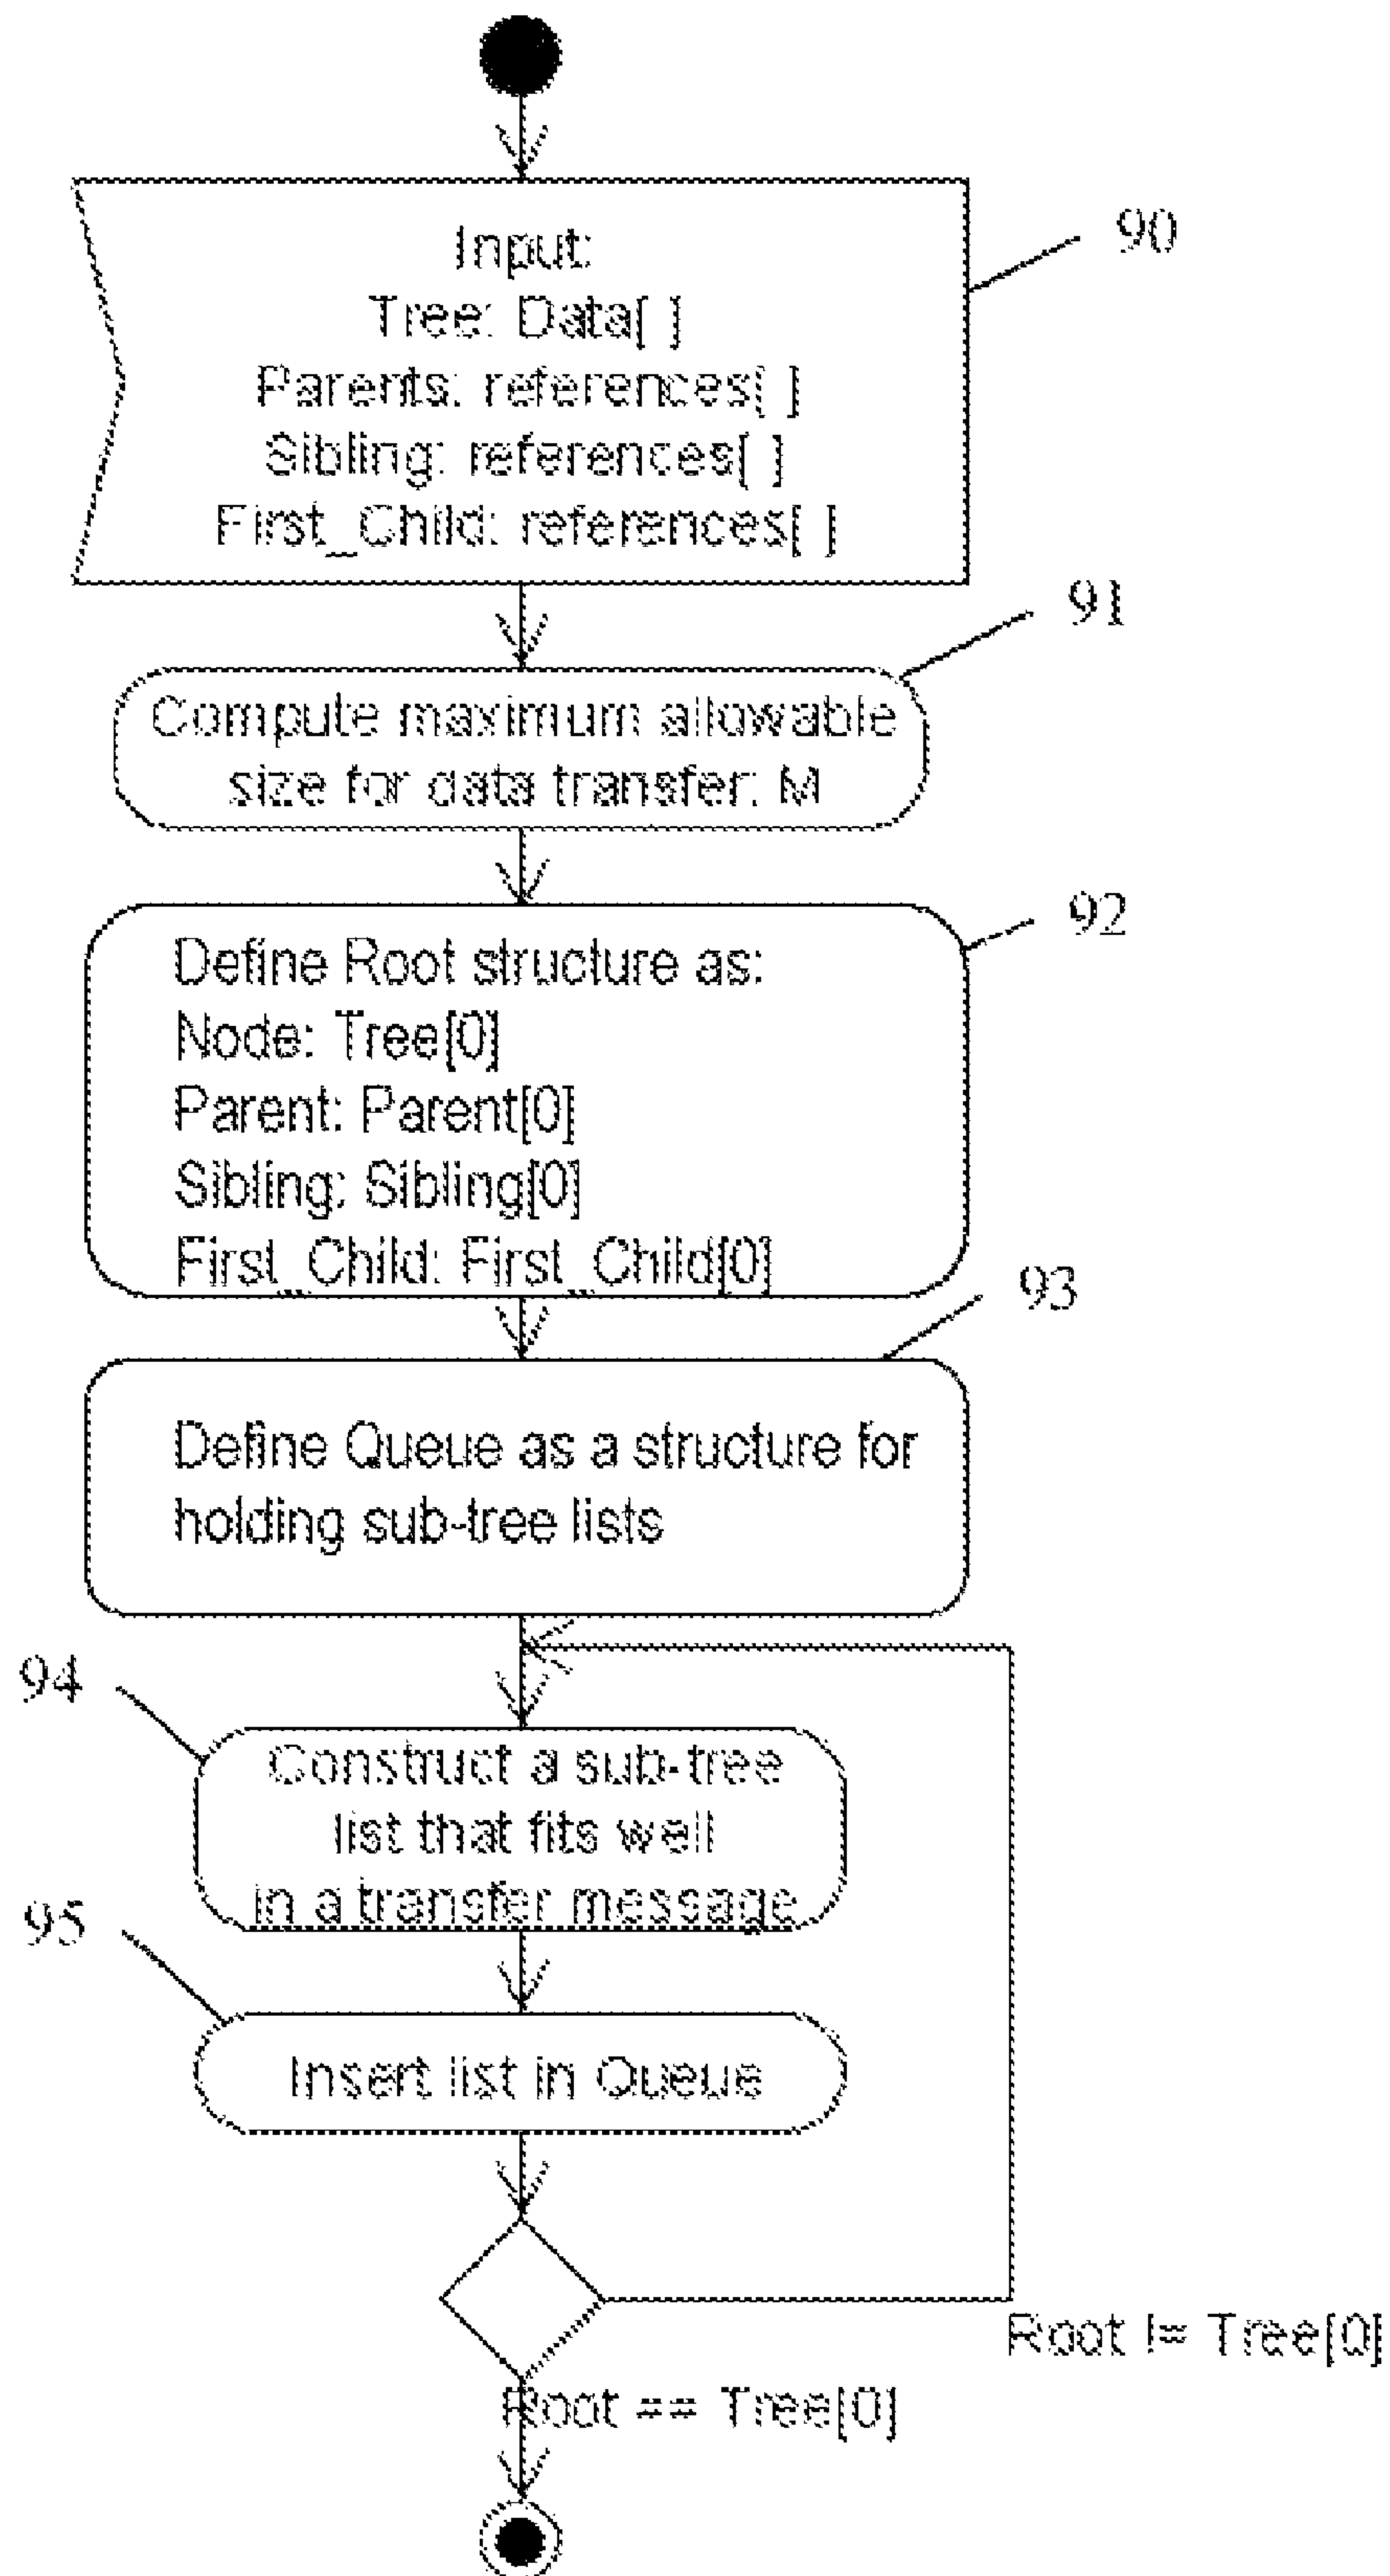 Input:
Tree: Data[ ]
Parents: references[ ]
Sibling: references[ ]
First_Child: references[ ]
90
Compute maximum allowable
size for data transfer: M
91
Define Root structure as:
Node: Tree[0]
Parent: Parent[0]
Sibling: Sibling[0]
First_Child: First_Child[0]
92
Define Queue as a structure for
holding sub-tree lists
93
94
Construct a sub-tree
list that fits well
in a transfer message
95
Insert list in Queue
Root != Tree[0]
Root == Tree[0]